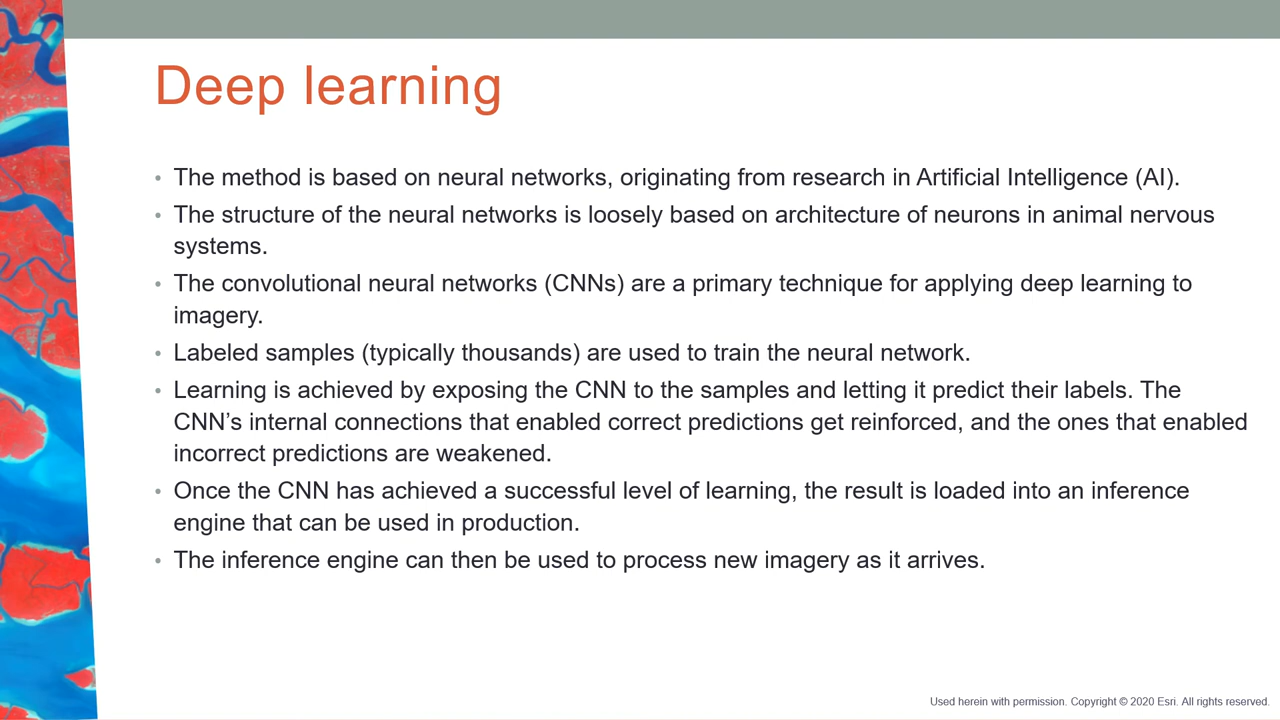 Deep learning
• The method is based on neural networks, originating from research in Artificial Intelligence (AI).
• The structure of the neural networks is loosely based on architecture of neurons in animal nervous
systems.
• The convolutional neural networks (CNNs) are a primary technique for applying deep learning to
imagery.
• Labeled samples (typically thousands) are used to train the neural network.
• Learning is achieved by exposing the CNN to the samples and letting it predict their labels. The
CNN’s internal connections that enabled correct predictions get reinforced, and the ones that enabled
incorrect predictions are weakened.
• Once the CNN has achieved a successful level of learning, the result is loaded into an inference
engine that can be used in production.
• The inference engine can then be used to process new imagery as it arrives.
Used herein with permission. Copyright © 2020 Esri. All rights reserved.